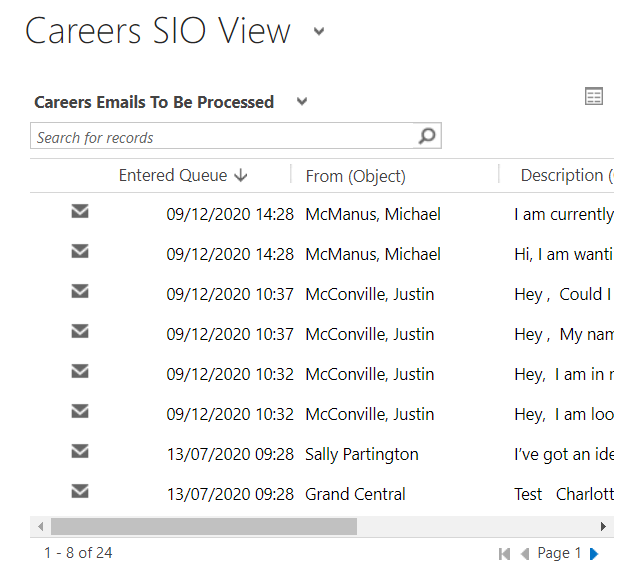 Careers SIO View
Careers Emails To Be Processed
Search for records
Entered Queue From (Object) Description (
09/12/2020 14:28 McManus, Michael I am currently
09/12/2020 14:28 McManus, Michael Hi, I am wanti
09/12/2020 10:37 McConville, Justin Hey , Could I
09/12/2020 10:37 McConville, Justin Hey , My nam
09/12/2020 10:32 McConville, Justin Hey, I am in r
09/12/2020 10:32 McConville, Justin Hey, I am loo
13/07/2020 09:28 Sally Partington I've got an ide
13/07/2020 09:28 Grand Central Test Charlott
1 - 8 of 24 Page 1